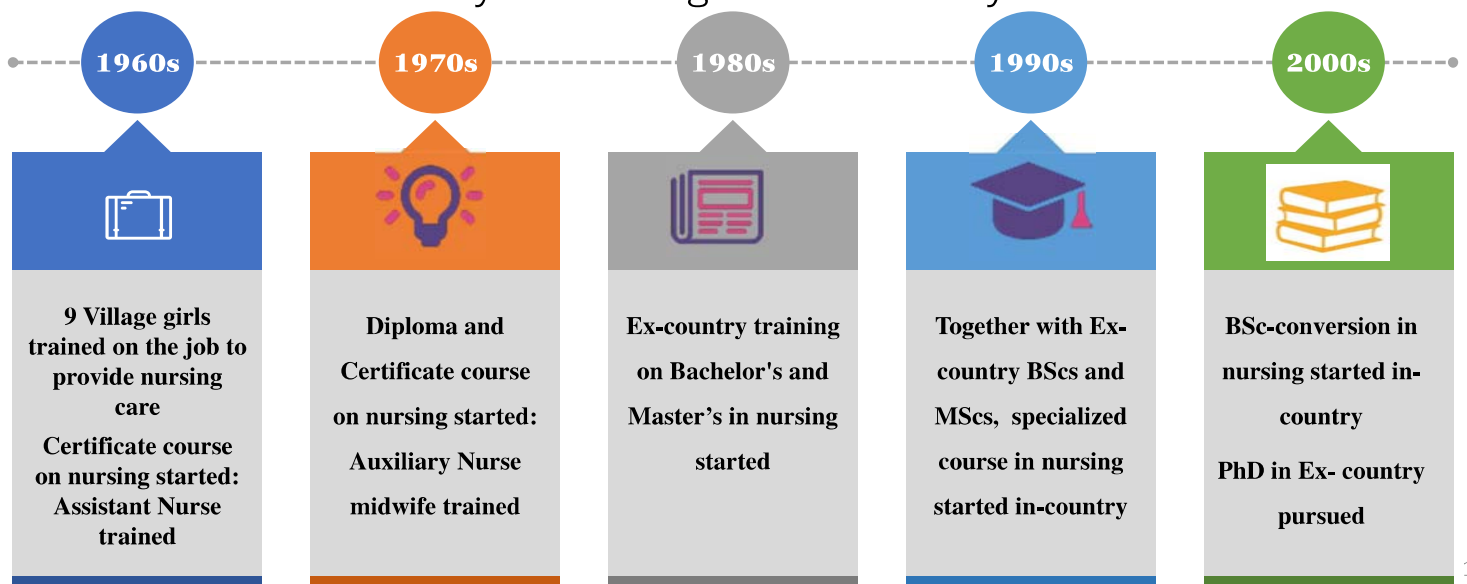 1960s
1970s
1980s
1990s
2000s
9 Village girls
trained on the job to
provide nursing
care
Certificate course
on nursing started:
Assistant Nurse
trained
Diploma and
Certificate course
on nursing started:
Auxiliary Nurse
midwife trained
Ex-country training
on Bachelor's and
Master’s in nursing
started
Together with Ex-
country BScs and
MScs, specialized
course in nursing
started in-country
BSc-conversion in
nursing started in-
country
PhD in Ex- country
pursued